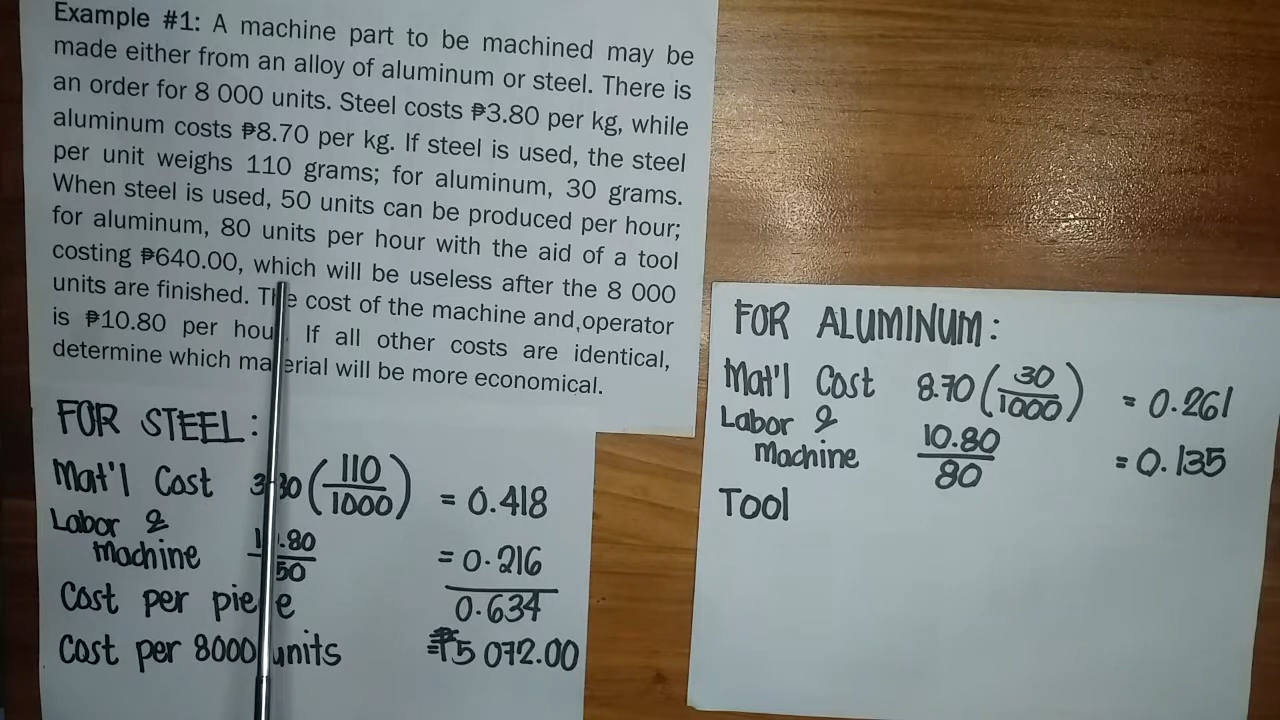 Example #1: A machine part to be machined may be
made either from an alloy of aluminum or steel. There is
an order for 8 000 units. Steel costs ₱3.80 per kg, while
aluminum costs ₱8.70 per kg. If steel is used, the steel
per unit weighs 110 grams; for aluminum, 30 grams.
When steel is used, 50 units can be produced per hour;
for aluminum, 80 units per hour with the aid of a tool
costing ₱640.00, which will be useless after the 8 000
units are finished. The cost of the machine and operator
is ₱10.80 per hour. If all other costs are identical,
determine which material will be more economical.
FOR STEEL:
Mat'l Cost 3.80 (110/1000) = 0.418
Labor &
Machine 10.80/50 = 0.216
Cost per piece 0.634
Cost per 8000 units = ₱5 072.00
FOR ALUMINUM:
Mat'l Cost 8.70 (30/1000) = 0.261
Labor &
Machine 10.80/80 = 0.135
Tool